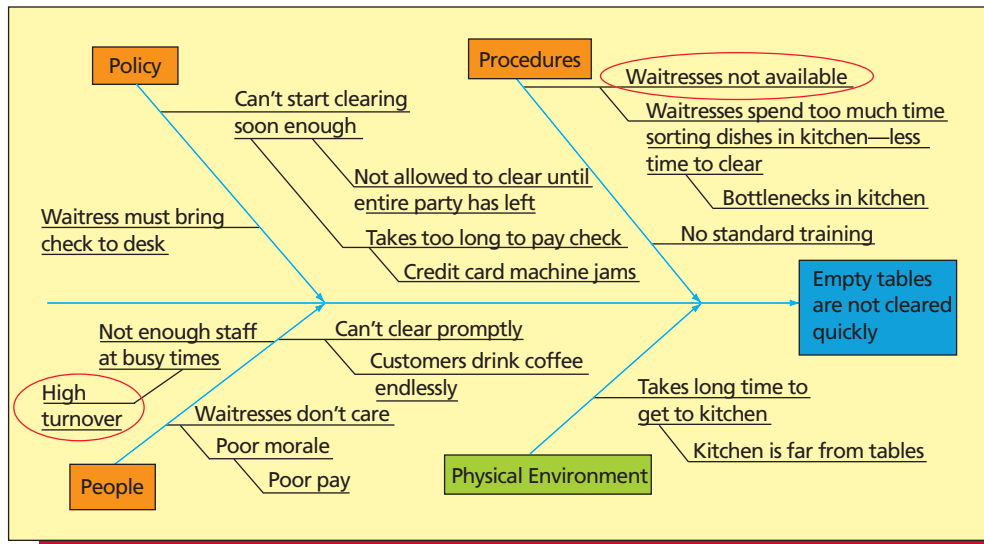 Policy
Can't start clearing
soon enough
Not allowed to clear until
entire party has left
Waitress must bring
check to desk
Takes too long to pay check
Credit card machine jams
Procedures
Waitresses not available
Waitresses spend too much time
sorting dishes in kitchen—less
time to clear
Bottlenecks in kitchen
No standard training
Empty tables
are not cleared
quickly
Not enough staff
at busy times
High
turnover
Can't clear promptly
Customers drink coffee
endlessly
Waitresses don't care
Poor morale
Poor pay
People
Takes long time to
get to kitchen
Kitchen is far from tables
Physical Environment